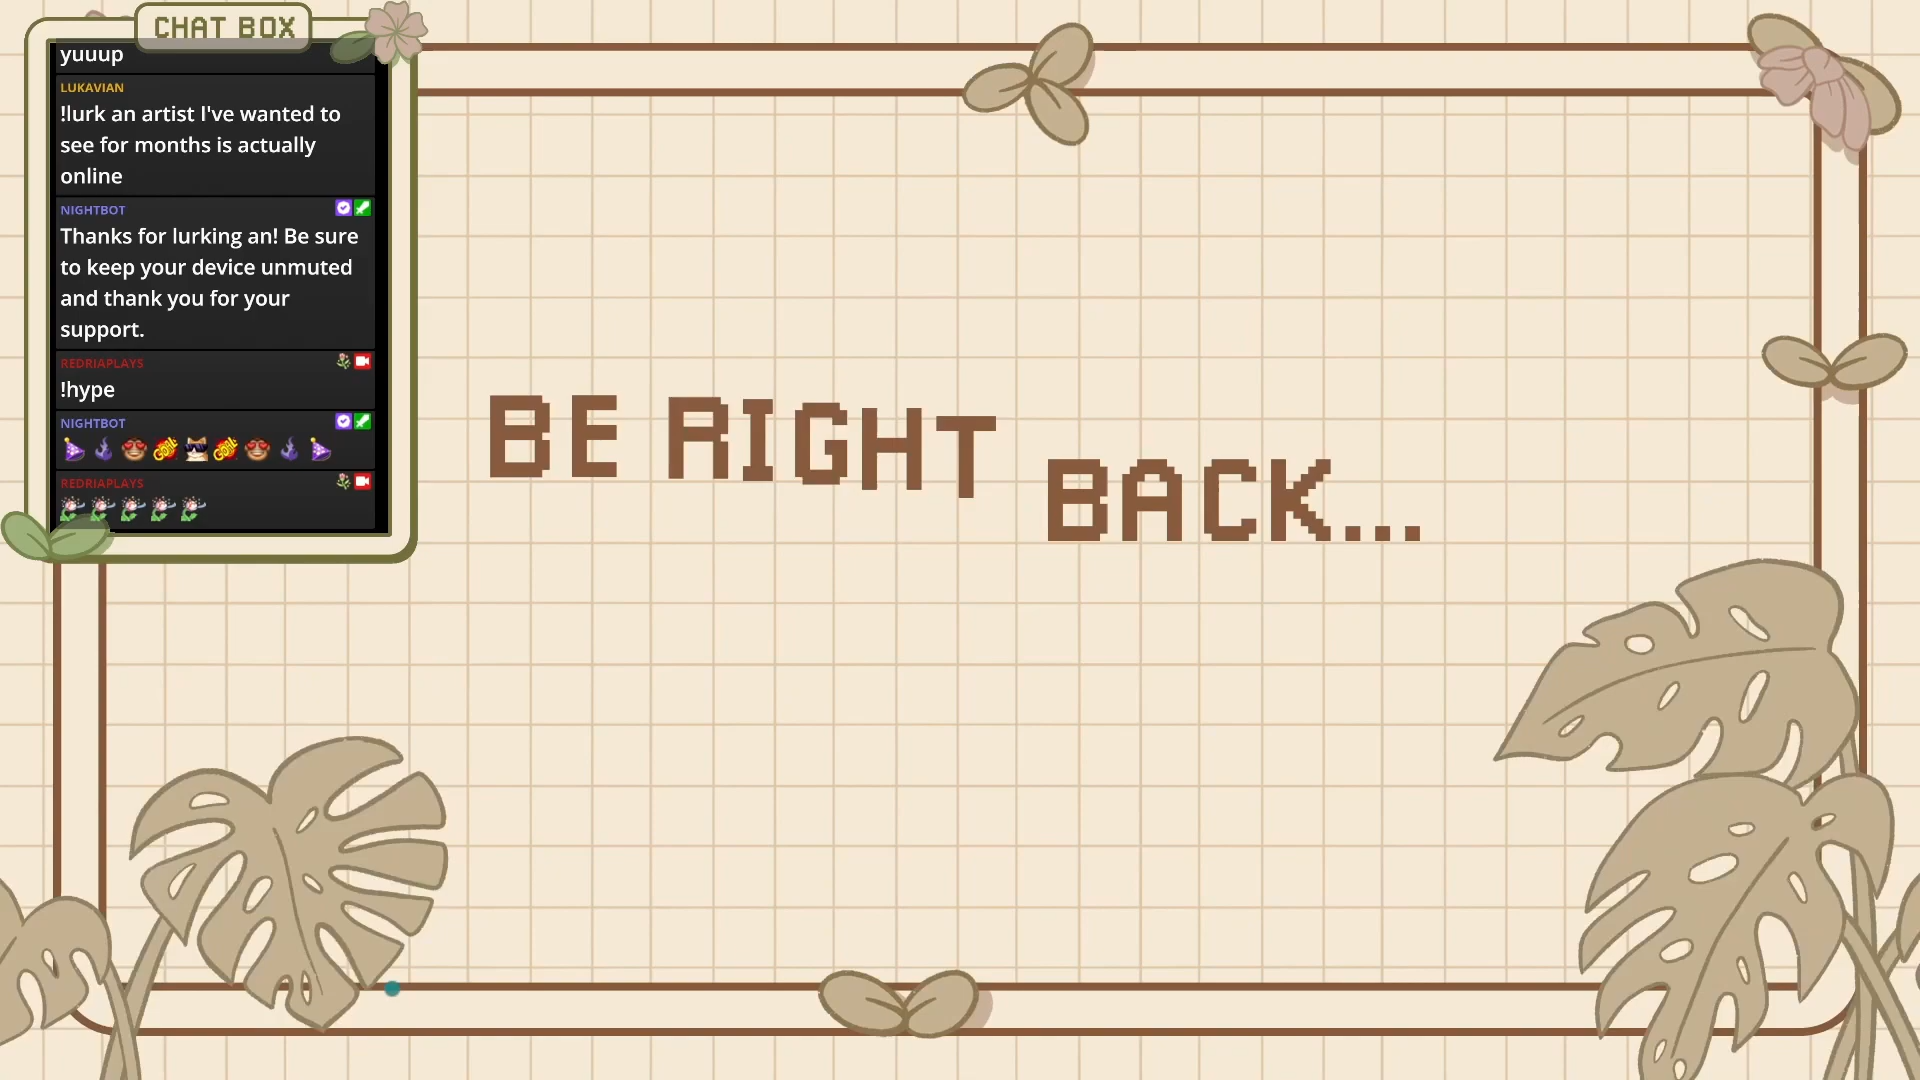 CHAT BOX
yuuup
LUKAVIAN
!lurk an artist I've wanted to
see for months is actually
online
NIGHTBOT
Thanks for lurking an! Be sure
to keep your device unmuted
and thank you for your
support.
REDRIAPLAYS
!hype
NIGHTBOT
REDRIAPLAYS
BE RIGHT BACK...